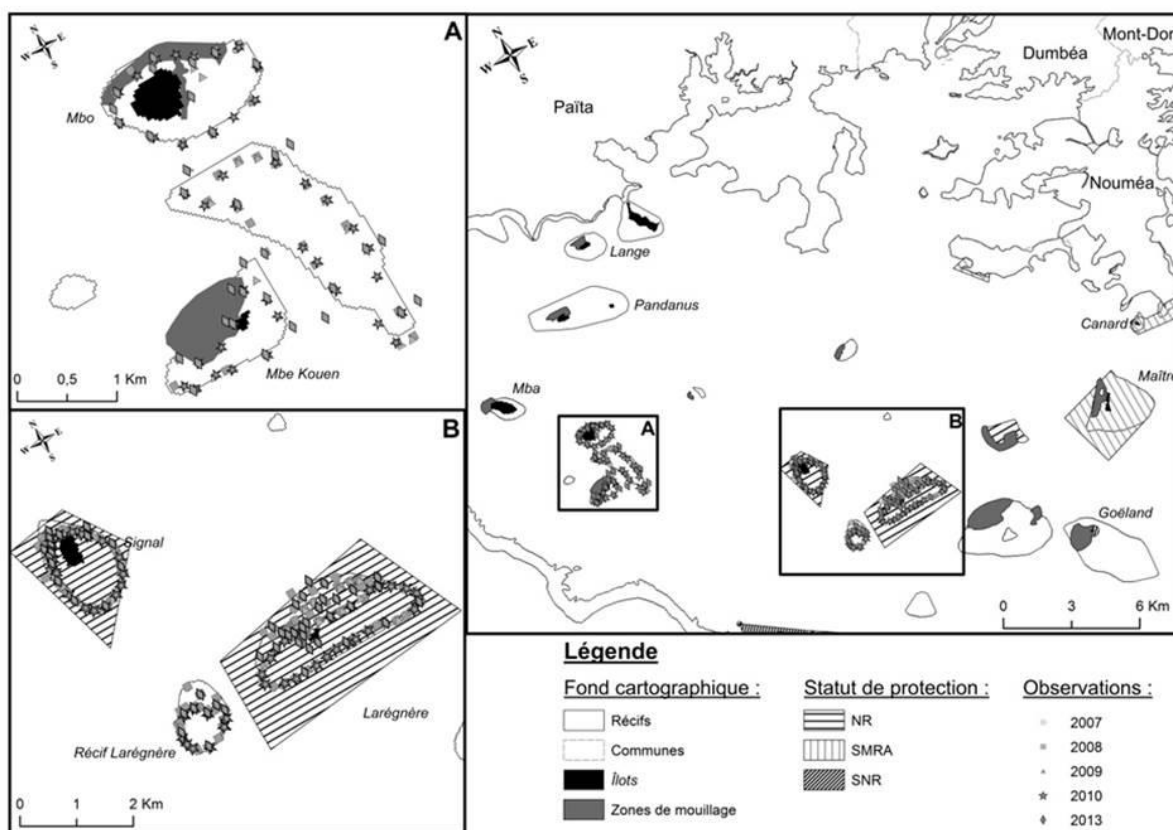 A
N
W E
S
Mbo
Mbe Kouen
0 0,5 1 Km
B
N
W E
S
Signal
Larégnère
Récif Larégnère
0 1 2 Km
N
W E
S
Païta
Dumbéa
Mont-Dor
Nouméa
Lange
Pandanus
Canard
Maître
Mba
A
B
Goëland
0 3 6 Km
Légende
Fond cartographique :
Récifs
Communes
Îlots
Zones de mouillage
Statut de protection :
NR
SMRA
SNR
Observations :
2007
2008
2009
2010
2013